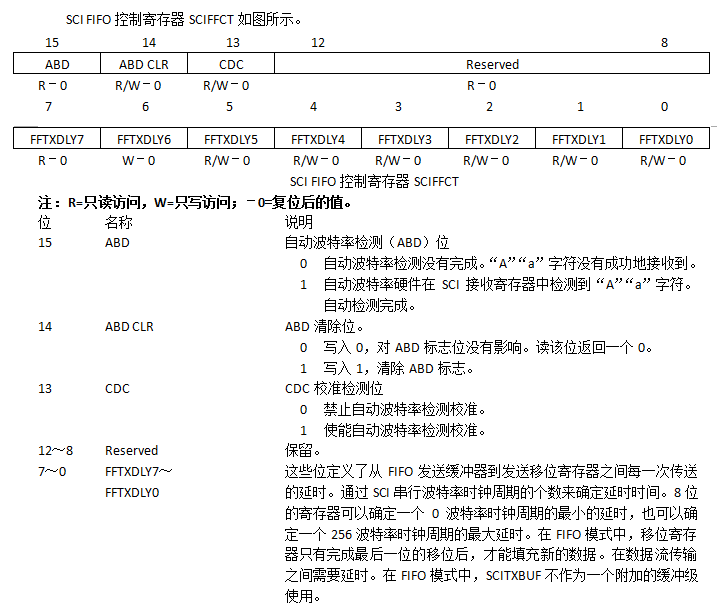 SCI FIFO 控制寄存器 SCIFFCT 如图所示。
15 14 13 12 8
ABD ABD CLR CDC Reserved
R－0 R/W－0 R/W－0 R－0
7 6 5 4 3 2 1 0
FFTXDLY7 FFTXDLY6 FFTXDLY5 FFTXDLY4 FFTXDLY3 FFTXDLY2 FFTXDLY1 FFTXDLY0
R－0 W－0 R/W－0 R/W－0 R/W－0 R/W－0 R/W－0 R/W－0
SCI FIFO 控制寄存器 SCIFFCT
注：R=只读访问，W=只写访问；－0=复位后的值。
位 名称 说明
15 ABD 自动波特率检测（ABD）位
0 自动波特率检测没有完成。“A”“a”字符没有成功地接收到。
1 自动波特率硬件在 SCI 接收寄存器中检测到“A”“a”字符。
自动检测完成。
14 ABD CLR ABD 清除位。
0 写入 0，对 ABD 标志位没有影响。读该位返回一个 0。
1 写入 1，清除 ABD 标志。
13 CDC CDC 校准检测位
0 禁止自动波特率检测校准。
1 使能自动波特率检测校准。
12～8 Reserved 保留。
7～0 FFTXDLY7～ 这些位定义了从 FIFO 发送缓冲器到发送移位寄存器之间每一次传送
FFTXDLY0 的延时。通过 SCI 串行波特率时钟周期的个数来确定延时时间。8 位
的寄存器可以确定一个 0 波特率时钟周期的最小的延时，也可以确
定一个 256 波特率时钟周期的最大延时。在 FIFO 模式中，移位寄存
器只有完成最后一位的移位后，才能填充新的数据。在数据流传输
之间需要延时。在 FIFO 模式中，SCITXBUF 不作为一个附加的缓冲级
使用。